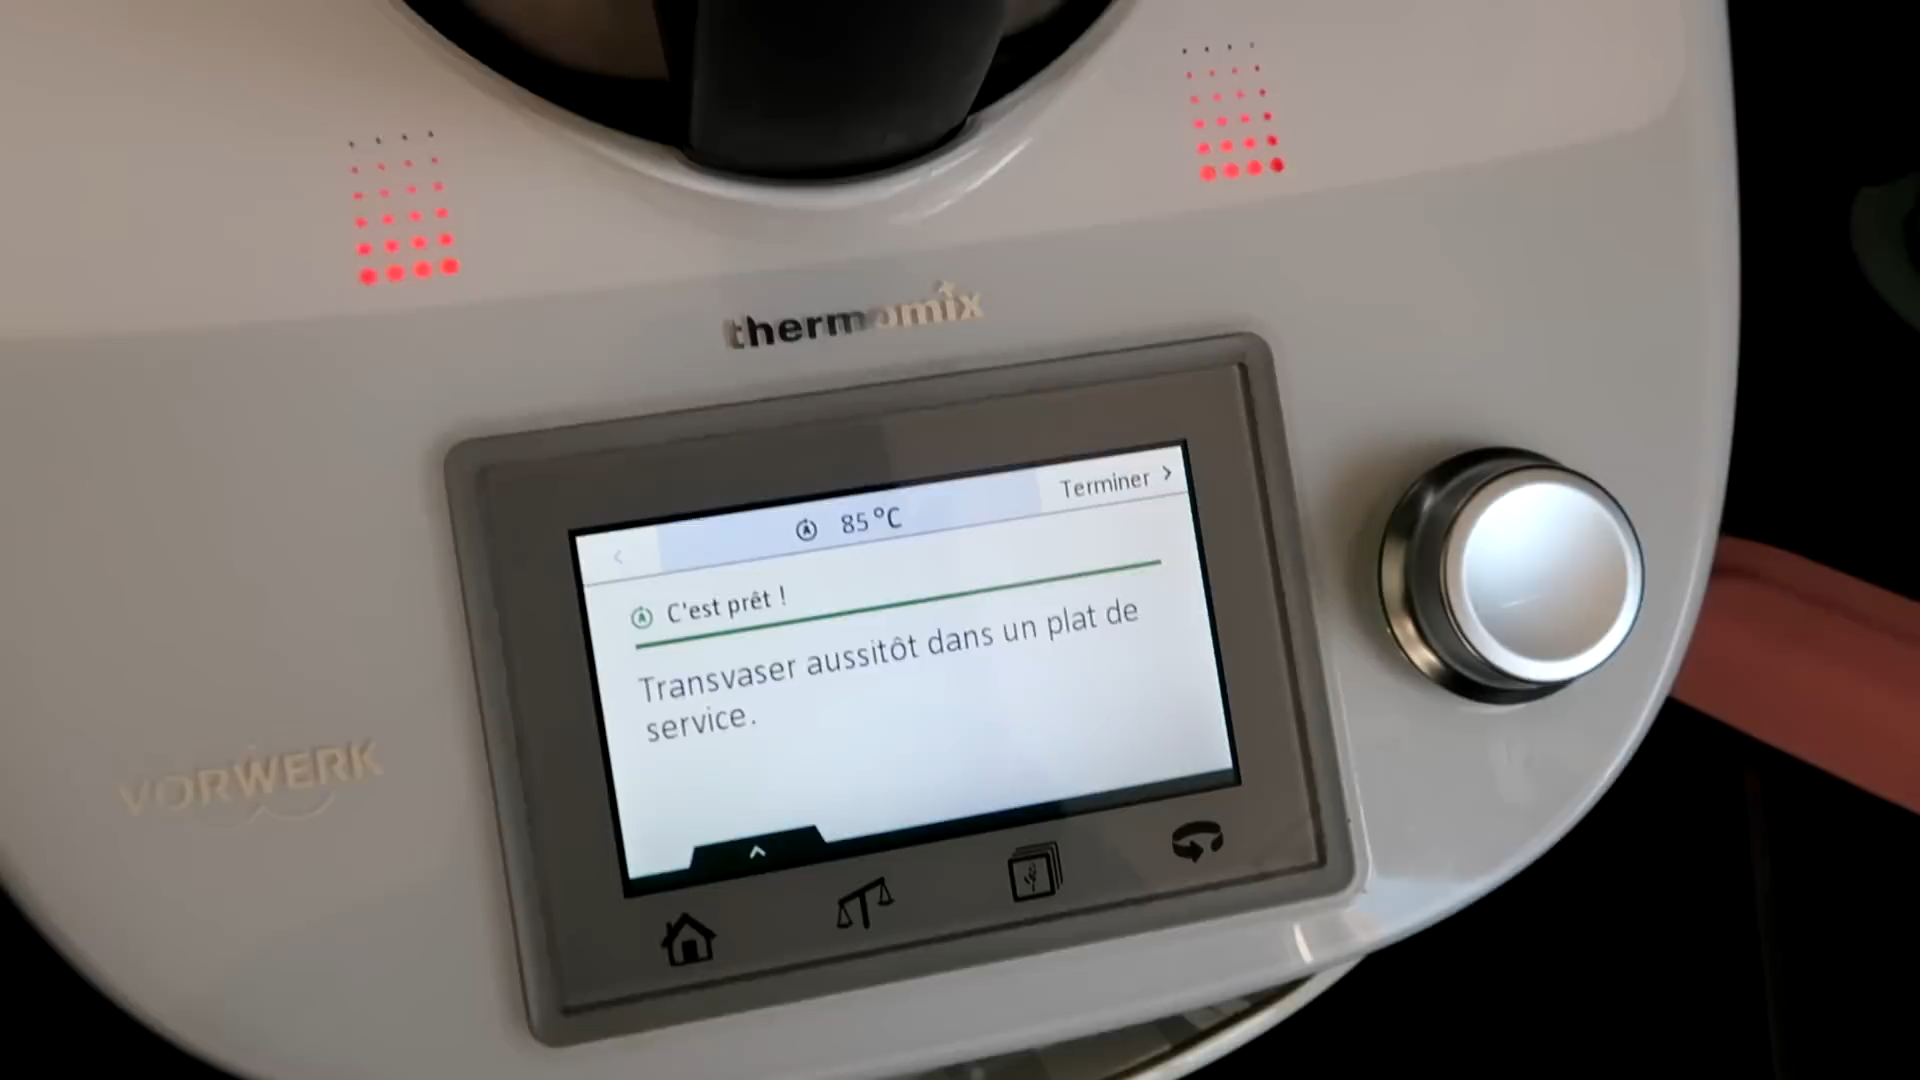 thermomix
Terminer >
85°C
C'est prêt !
Transvaser aussitôt dans un plat de
service.
VORWERK